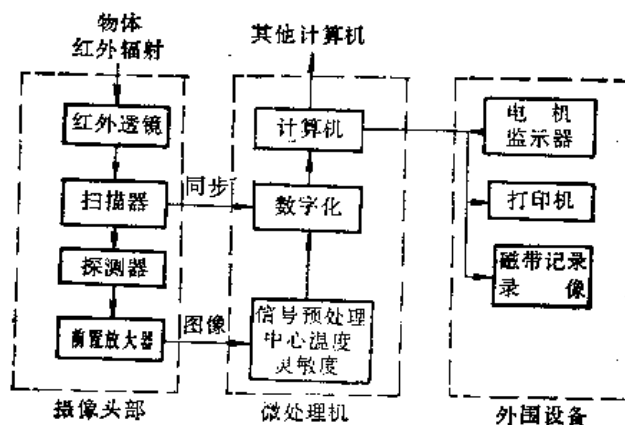 物体
红外辐射
其他计算机
红外透镜
扫描器
探测器
前置放大器
摄像头部
同步
图像
计算机
数字化
信号预处理
中心温度
灵敏度
微处理机
电 机
监示器
打印机
磁带记录
录 像
外围设备